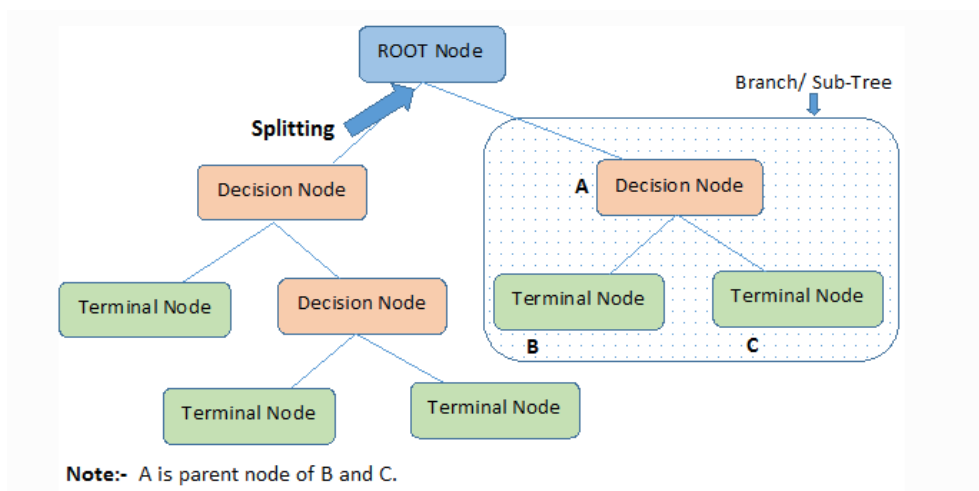 ROOT Node
Branch/ Sub-Tree
Splitting
Decision Node
A
Decision Node
Terminal Node
Decision Node
Terminal Node
Terminal Node
B
C
Terminal Node
Terminal Node
Note:- A is parent node of B and C.